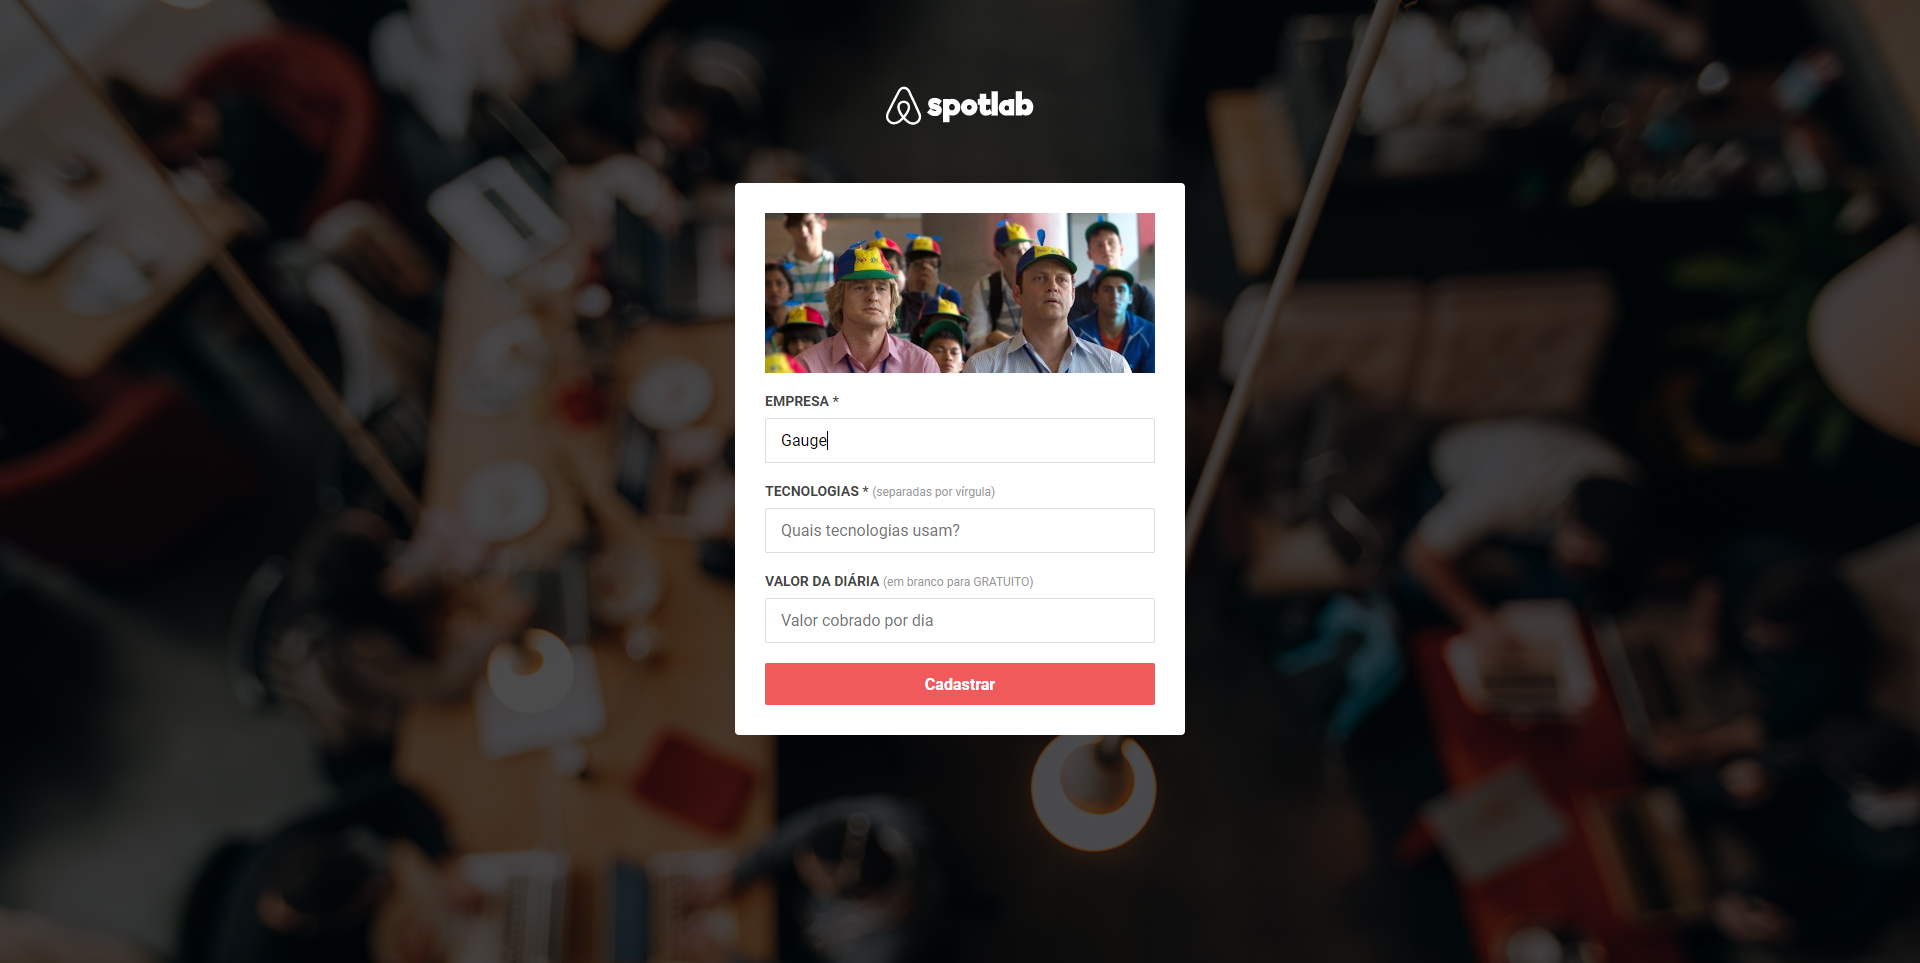 spotlab
EMPRESA *
Gauge
TECNOLOGIAS * (separadas por vírgula)
Quais tecnologias usam?
VALOR DA DIÁRIA (em branco para GRATUITO)
Valor cobrado por dia
Cadastrar